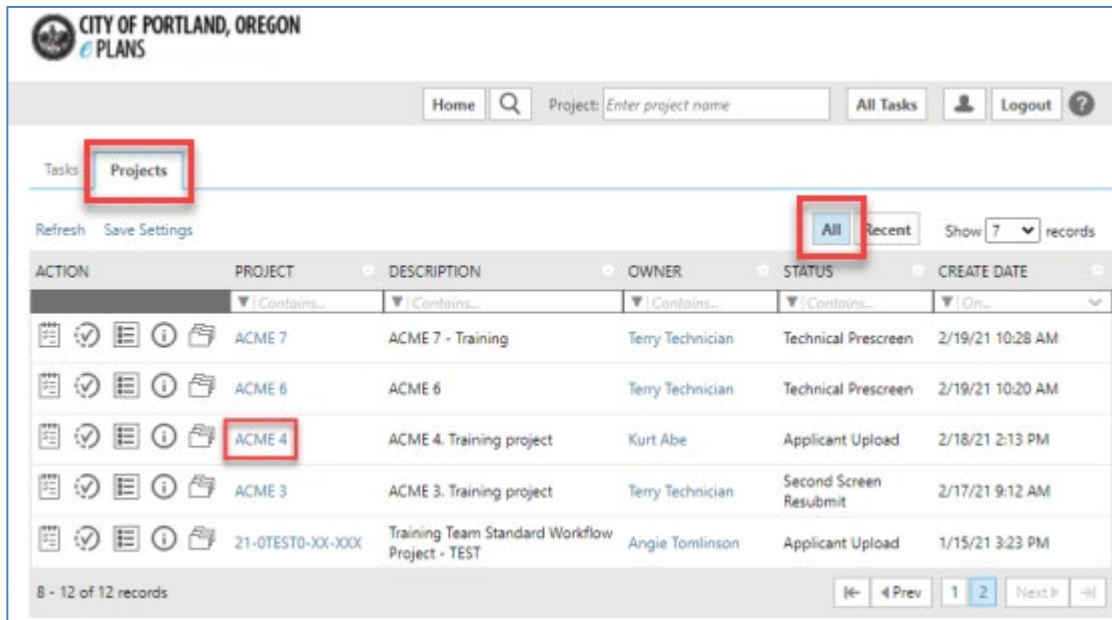 CITY OF PORTLAND, OREGON
e PLANS
Home Project: Enter project name All Tasks Logout ?
Tasks Projects
Refresh Save Settings All Recent Show 7 records
ACTION PROJECT DESCRIPTION OWNER STATUS CREATE DATE
Contains... Contains... Contains... Contains... On...
ACME 7 ACME 7 - Training Terry Technician Technical Prescreen 2/19/21 10:28 AM
ACME 6 ACME 6 Terry Technician Technical Prescreen 2/19/21 10:20 AM
ACME 4 ACME 4. Training project Kurt Abe Applicant Upload 2/18/21 2:13 PM
ACME 3 ACME 3. Training project Terry Technician Second Screen Resubmit 2/17/21 9:12 AM
21-0TEST0-XX-XXX Training Team Standard Workflow Project - TEST Angie Tomlinson Applicant Upload 1/15/21 3:23 PM
8 - 12 of 12 records Prev 1 2 Next